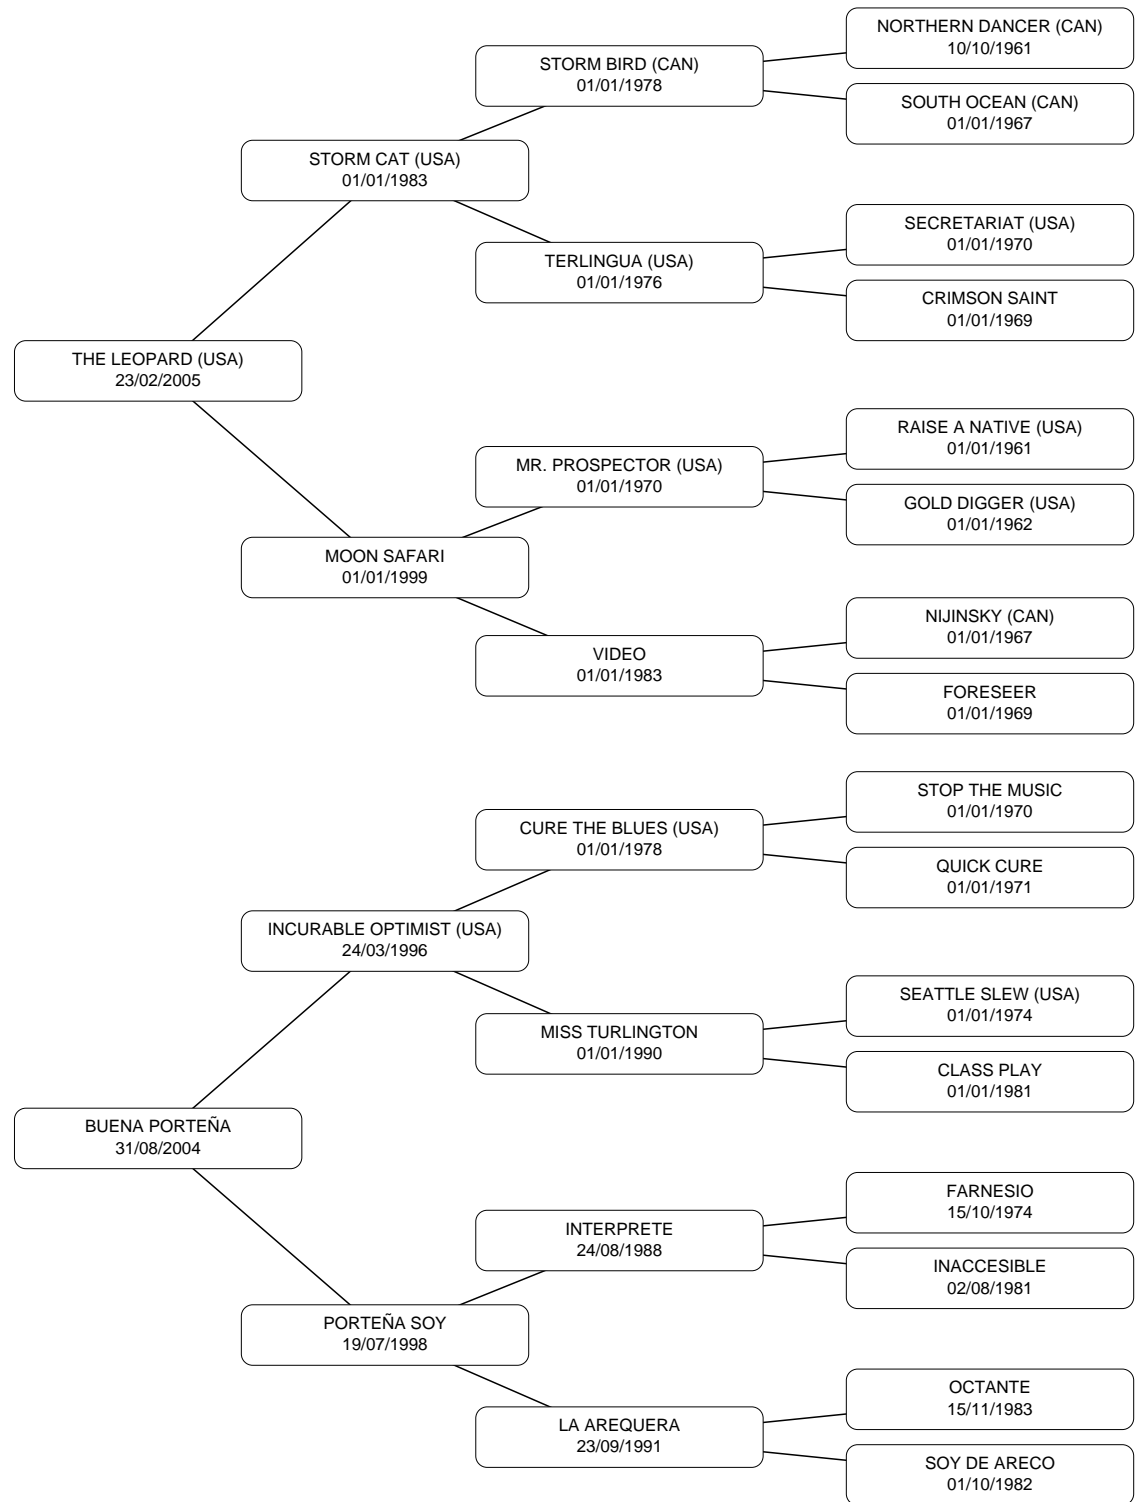 NORTHERN DANCER (CAN)
10/10/1961
STORM BIRD (CAN)
01/01/1978
SOUTH OCEAN (CAN)
01/01/1967
STORM CAT (USA)
01/01/1983
SECRETARIAT (USA)
01/01/1970
TERLINGUA (USA)
01/01/1976
CRIMSON SAINT
01/01/1969
THE LEOPARD (USA)
23/02/2005
RAISE A NATIVE (USA)
01/01/1961
MR. PROSPECTOR (USA)
01/01/1970
GOLD DIGGER (USA)
01/01/1962
MOON SAFARI
01/01/1999
NIJINSKY (CAN)
01/01/1967
VIDEO
01/01/1983
FORESEER
01/01/1969
STOP THE MUSIC
01/01/1970
CURE THE BLUES (USA)
01/01/1978
QUICK CURE
01/01/1971
INCURABLE OPTIMIST (USA)
24/03/1996
SEATTLE SLEW (USA)
01/01/1974
MISS TURLINGTON
01/01/1990
CLASS PLAY
01/01/1981
BUENA PORTEÑA
31/08/2004
FARNESIO
15/10/1974
INTERPRETE
24/08/1988
INACCESIBLE
02/08/1981
PORTEÑA SOY
19/07/1998
OCTANTE
15/11/1983
LA AREQUERA
23/09/1991
SOY DE ARECO
01/10/1982